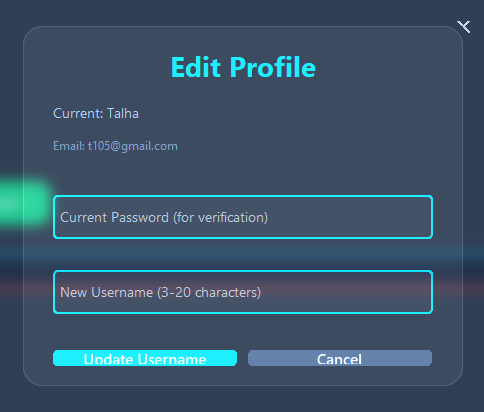 Edit Profile
Current: Talha
Email: t105@gmail.com
Current Password (for verification)
New Username (3-20 characters)
Update Username
Cancel